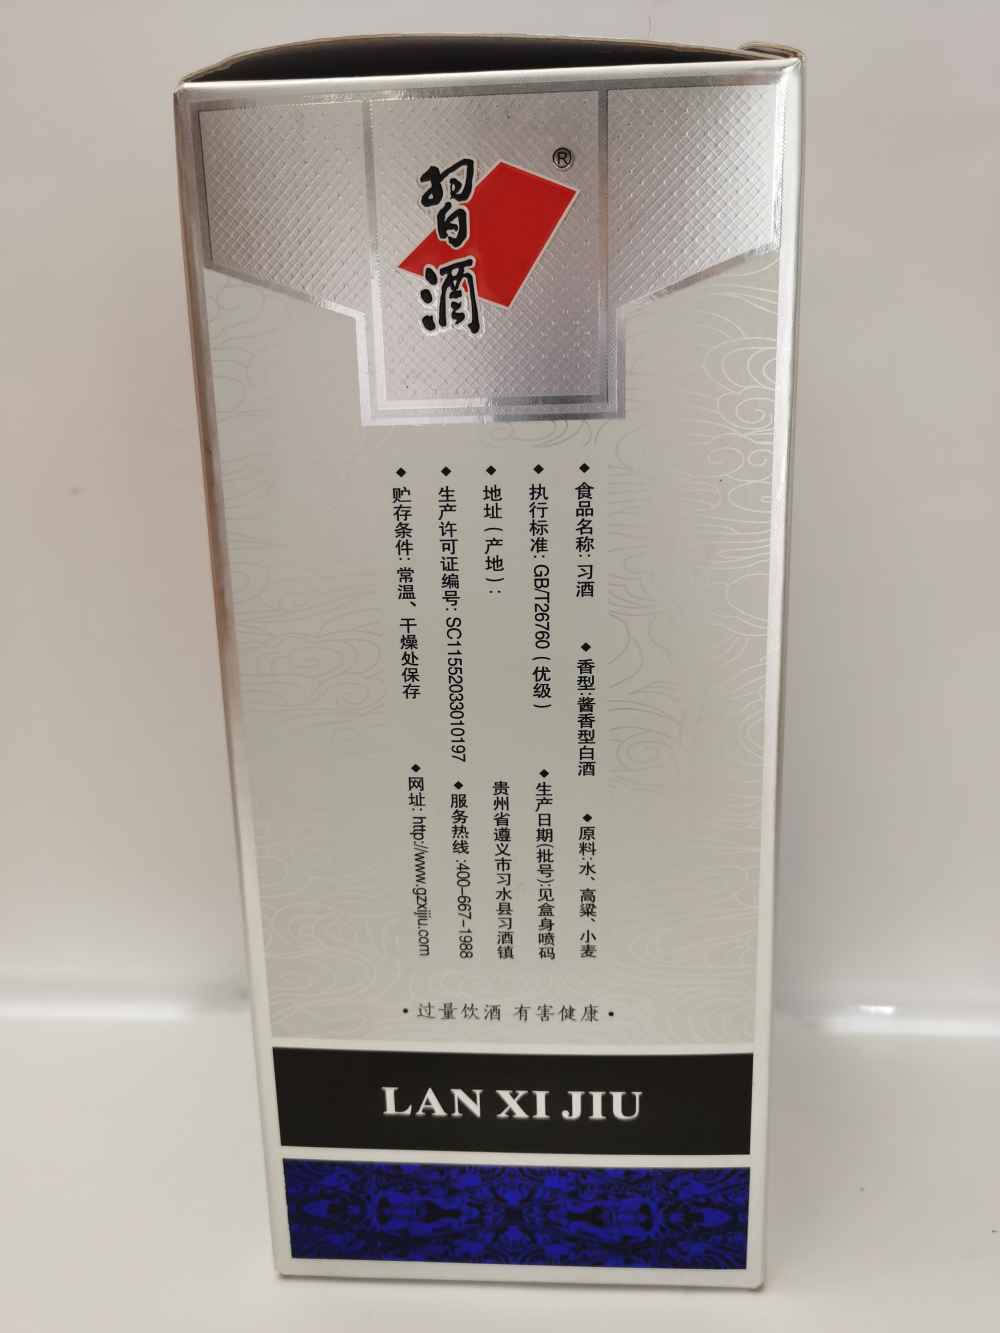 習酒
®
◆食品名称：习酒 ◆香型：酱香型白酒 ◆原料：水、高粱、小麦
◆执行标准：GB/T26760（优级） ◆生产日期(批号)：见盒身喷码
◆地址（产地）： 贵州省遵义市习水县习酒镇
◆生产许可证编号：SC11552033010197 ◆服务热线：400-667-1988
◆贮存条件：常温、干燥处保存 ◆网址：http://www.gzxijiu.com
·过量饮酒 有害健康·
LAN XI JIU